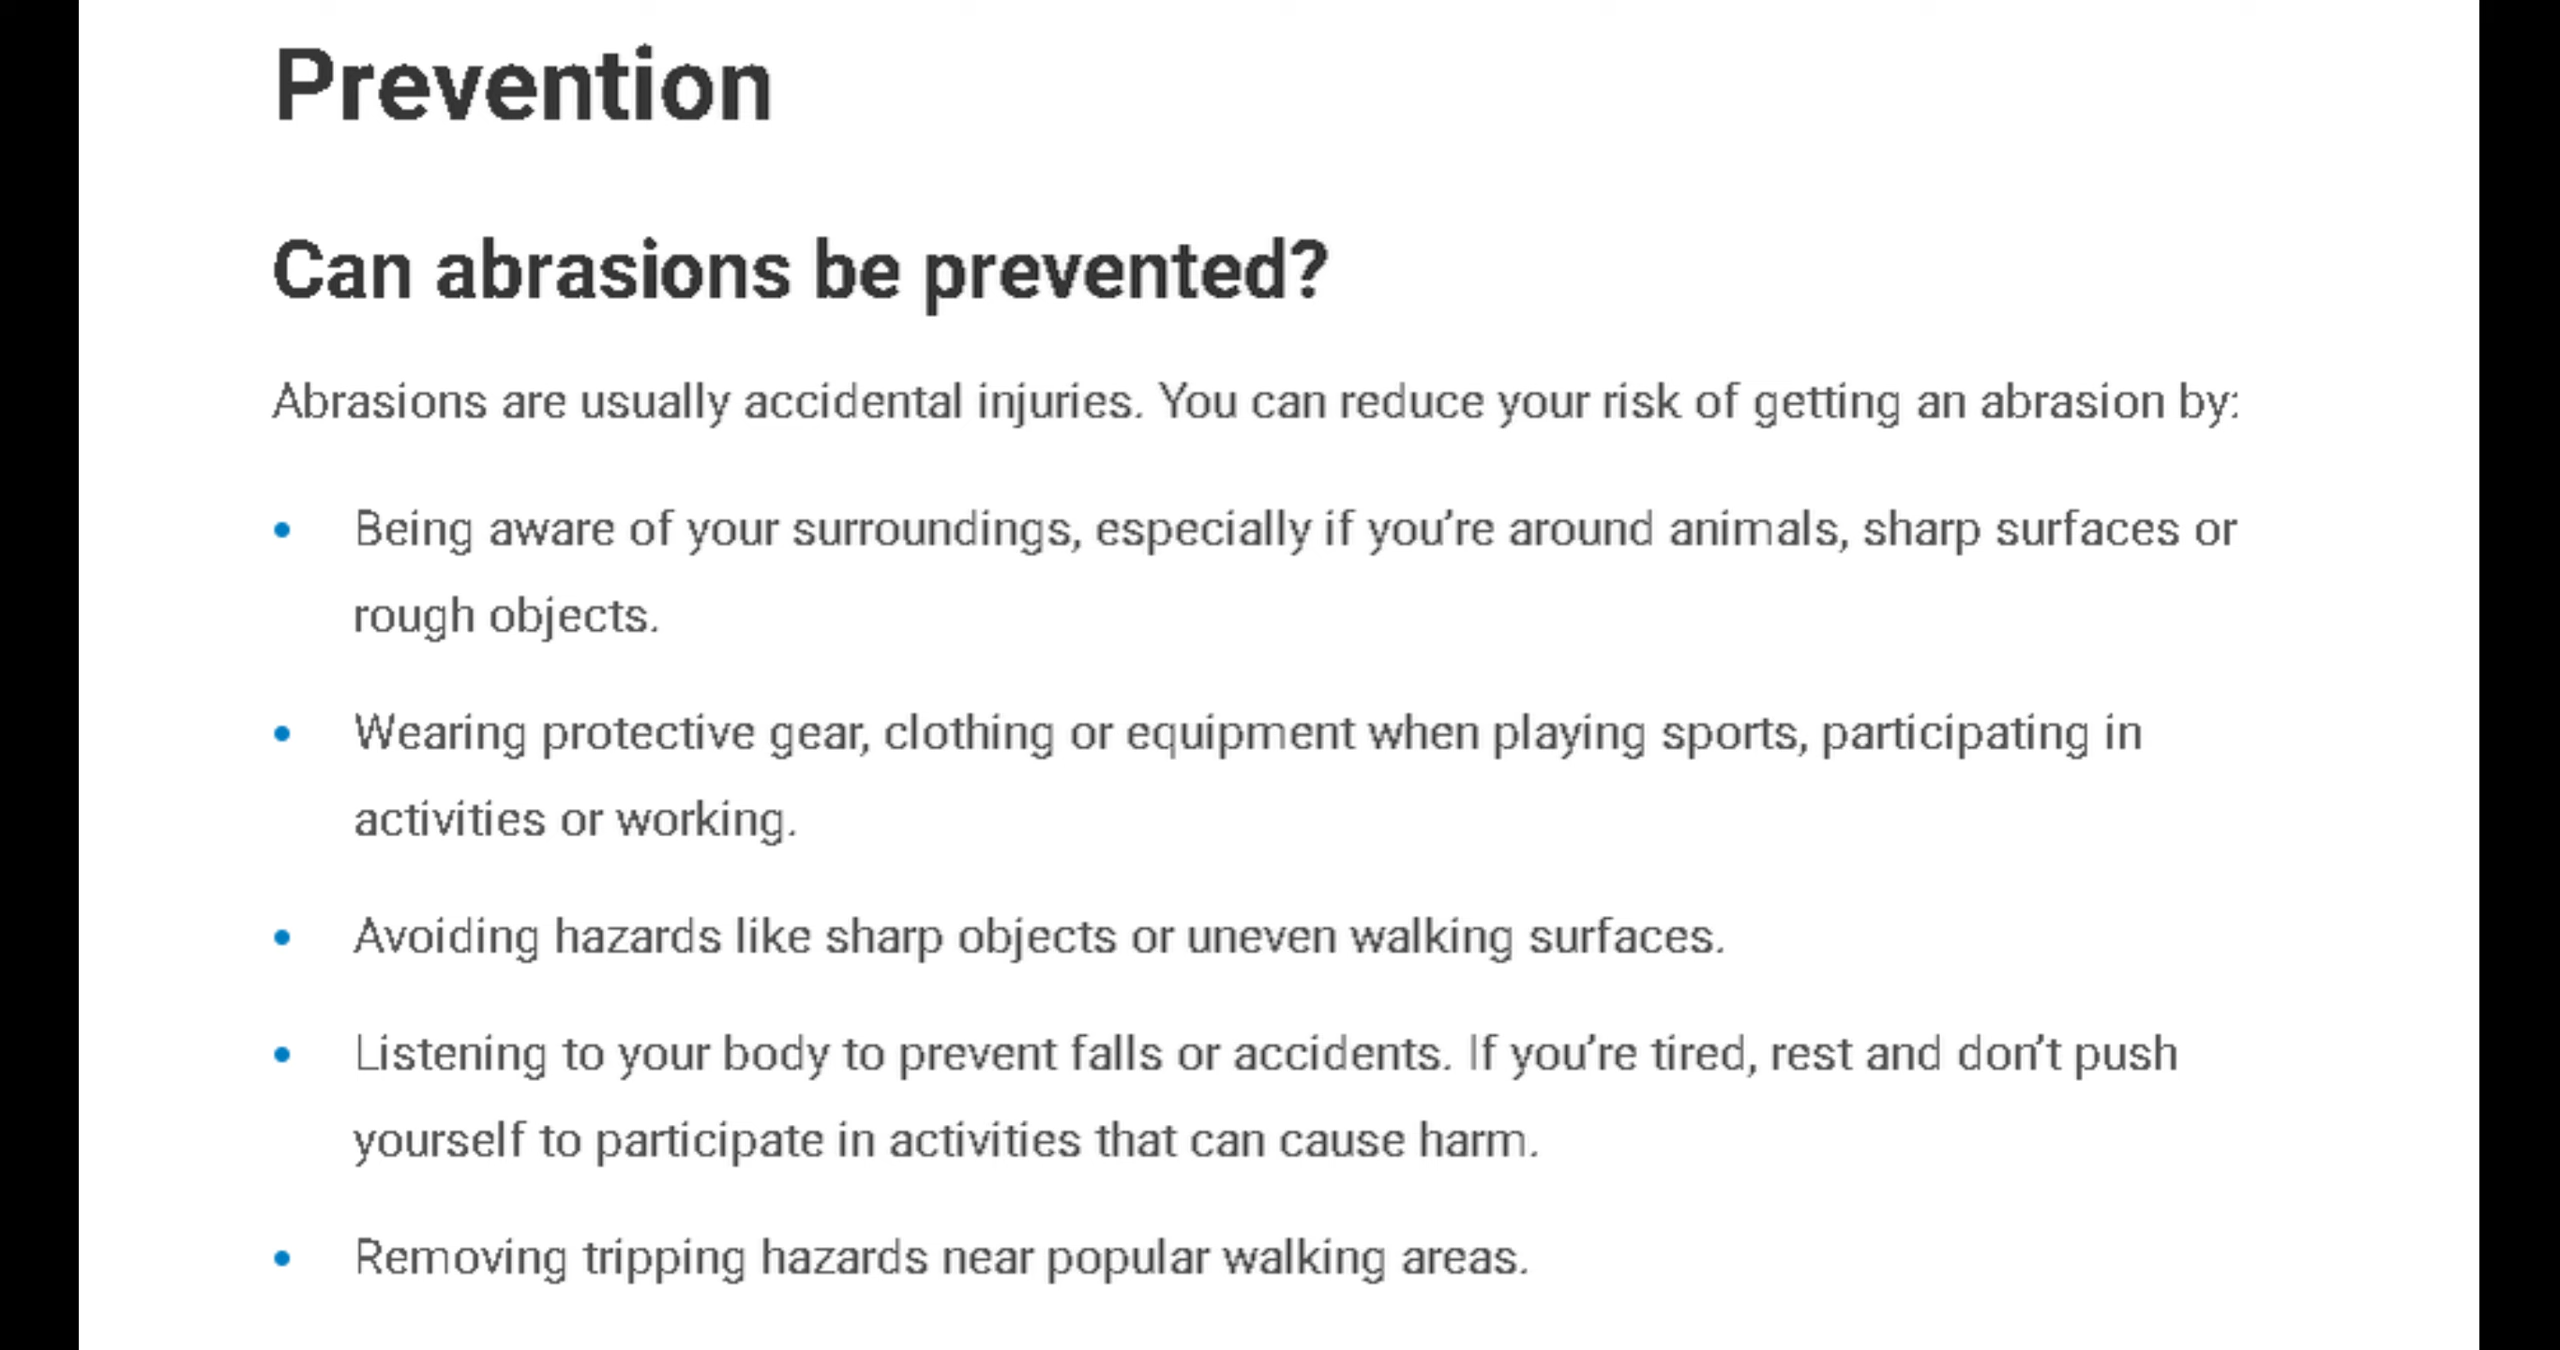 Prevention
Can abrasions be prevented?
Abrasions are usually accidental injuries. You can reduce your risk of getting an abrasion by:
• Being aware of your surroundings, especially if you’re around animals, sharp surfaces or
rough objects.
• Wearing protective gear, clothing or equipment when playing sports, participating in
activities or working.
• Avoiding hazards like sharp objects or uneven walking surfaces.
• Listening to your body to prevent falls or accidents. If you’re tired, rest and don’t push
yourself to participate in activities that can cause harm.
• Removing tripping hazards near popular walking areas.